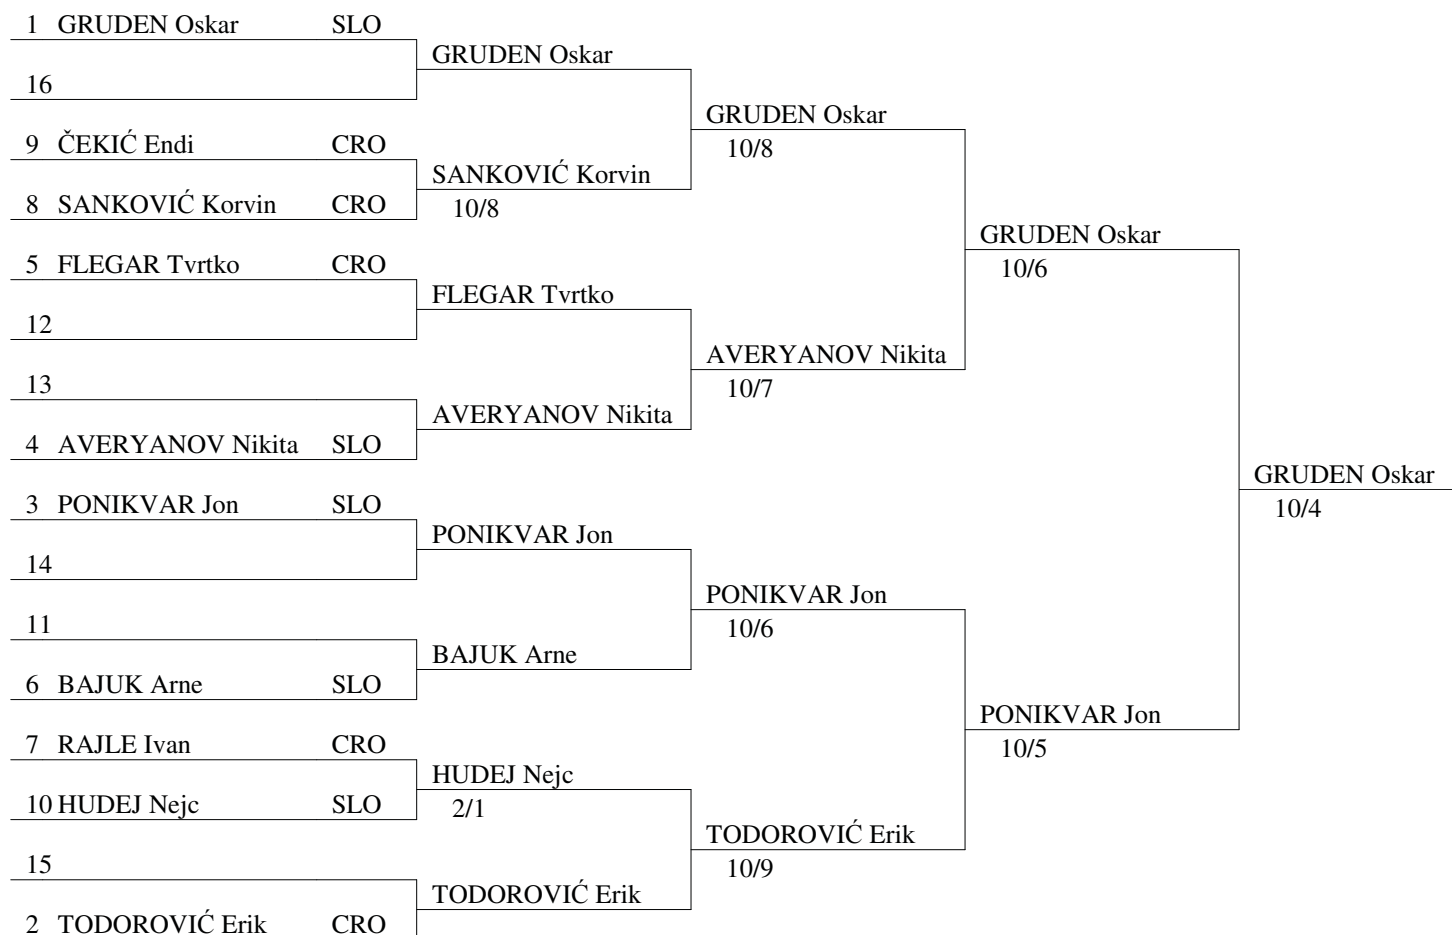 1 GRUDEN Oskar SLO
GRUDEN Oskar
16
GRUDEN Oskar
10/8
9 ČEKIĆ Endi CRO
SANKOVIĆ Korvin
10/8
8 SANKOVIĆ Korvin CRO
GRUDEN Oskar
10/6
5 FLEGAR Tvrtko CRO
FLEGAR Tvrtko
12
AVERYANOV Nikita
10/7
13
AVERYANOV Nikita
4 AVERYANOV Nikita SLO
GRUDEN Oskar
10/4
3 PONIKVAR Jon SLO
PONIKVAR Jon
14
PONIKVAR Jon
10/6
11
BAJUK Arne
6 BAJUK Arne SLO
PONIKVAR Jon
10/5
7 RAJLE Ivan CRO
HUDEJ Nejc
2/1
10 HUDEJ Nejc SLO
TODOROVIĆ Erik
10/9
15
TODOROVIĆ Erik
2 TODOROVIĆ Erik CRO